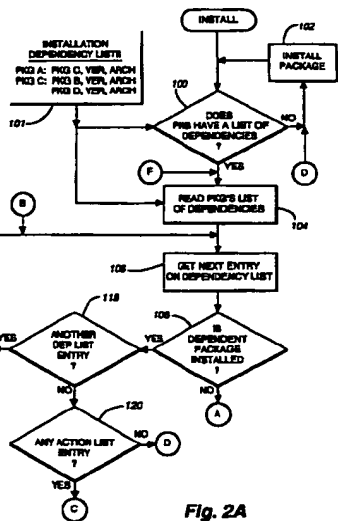 INSTALLATION
DEPENDENCY LISTS
PKG A: PKG C, VER, ARCH
PKG C: PKG B, VER, ARCH
PKG D, VER, ARCH
101
INSTALL
102
INSTALL
PACKAGE
100
DOES
PKG HAVE A LIST OF
DEPENDENCIES
?
NO
YES
F
D
B
READ PKG'S LIST
OF DEPENDENCIES
104
106
GET NEXT ENTRY
ON DEPENDENCY LIST
118
ANOTHER
DEP LIST
ENTRY
?
YES
NO
108
IS
DEPENDENT
PACKAGE
INSTALLED
?
YES
NO
A
120
ANY ACTION LIST
ENTRY
?
NO
D
YES
C
Fig. 2A